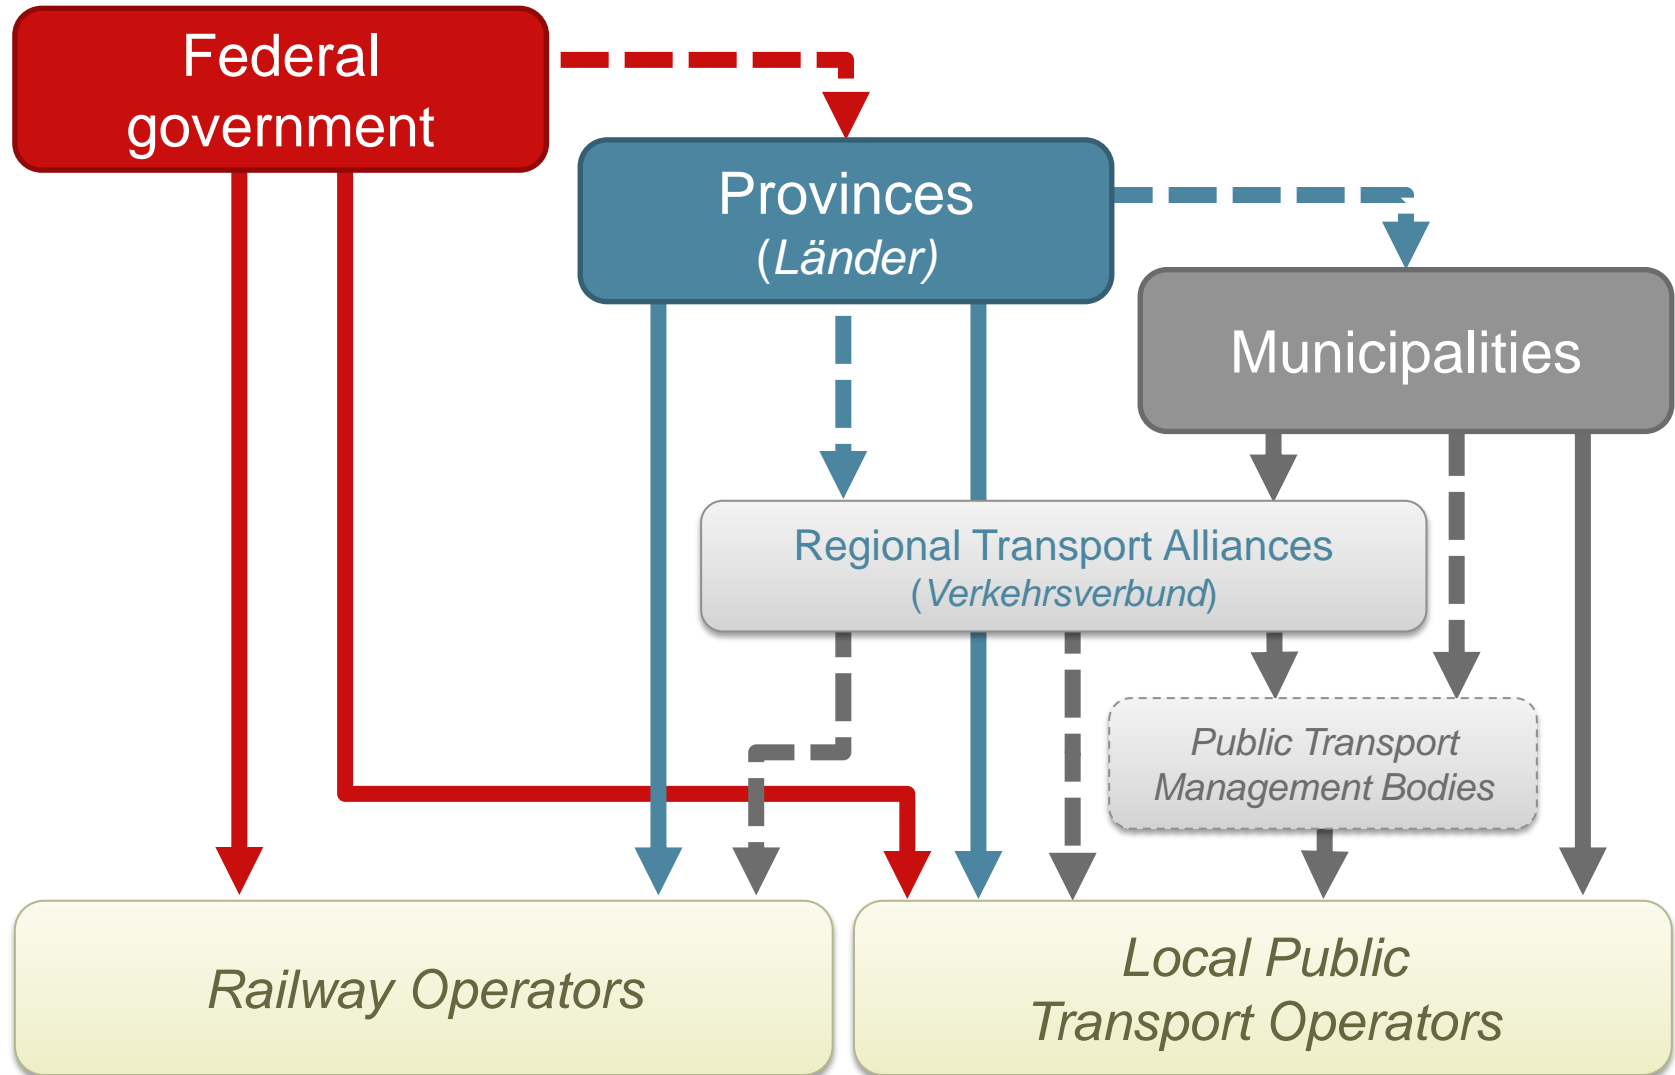 Federal
government
Provinces
(Länder)
Municipalities
Regional Transport Alliances
(Verkehrsverbund)
Public Transport
Management Bodies
Railway Operators
Local Public
Transport Operators